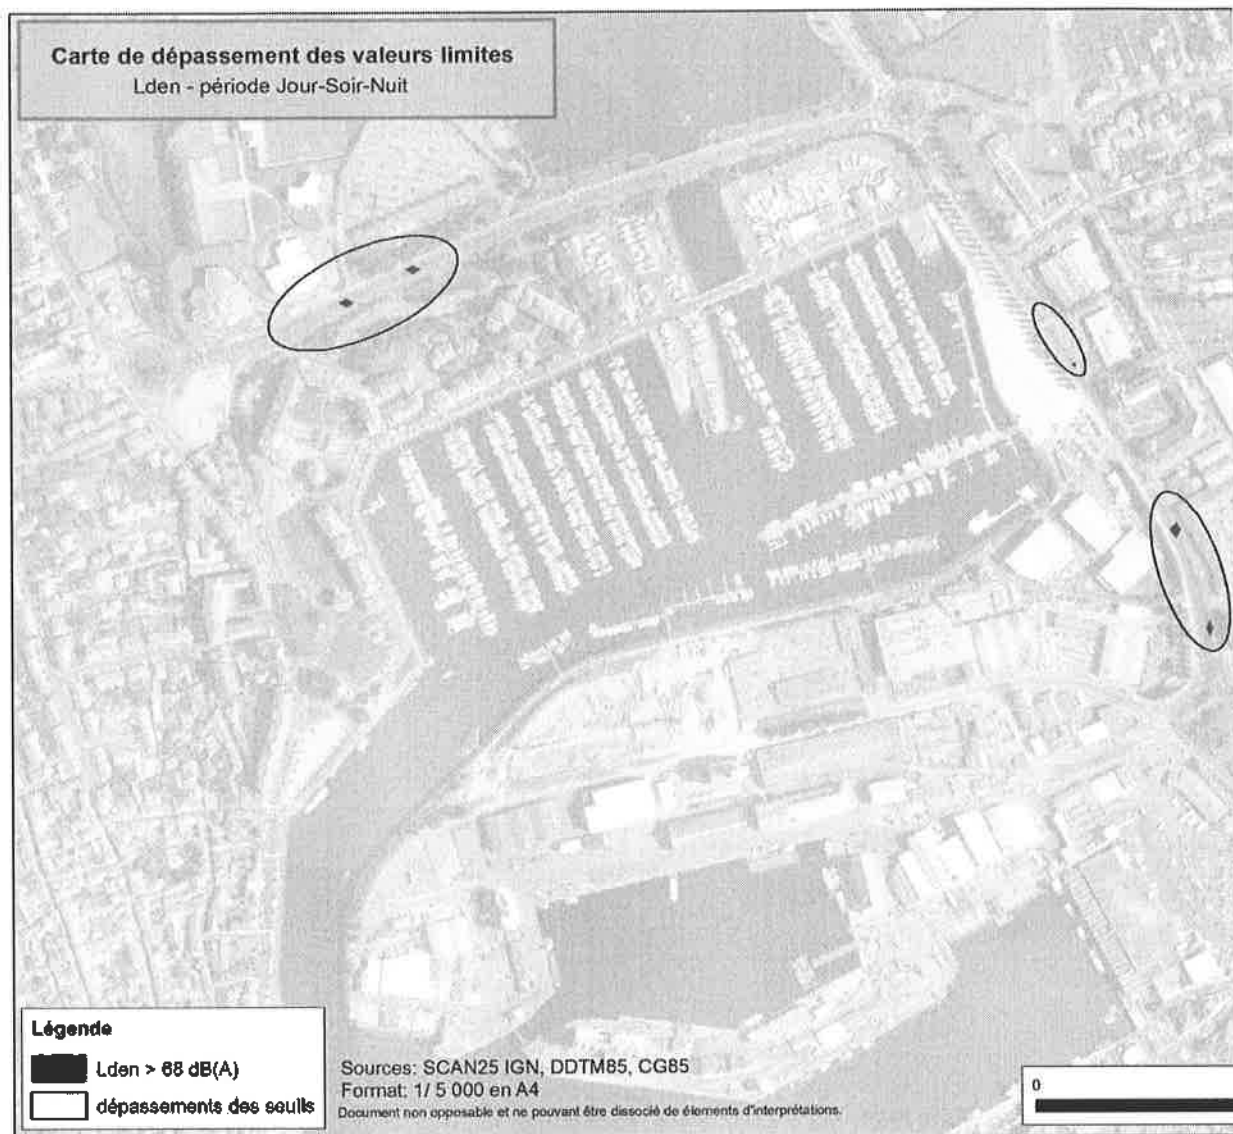 Carte de dépassement des valeurs limites
Lden - période Jour-Soir-Nuit
Légende
Lden > 68 dB(A)
dépassements des seuils
Sources: SCAN25 IGN, DDTM85, CG85
Format: 1/ 5 000 en A4
Document non opposable et ne pouvant être dissocié de élements d'interprétations.
0